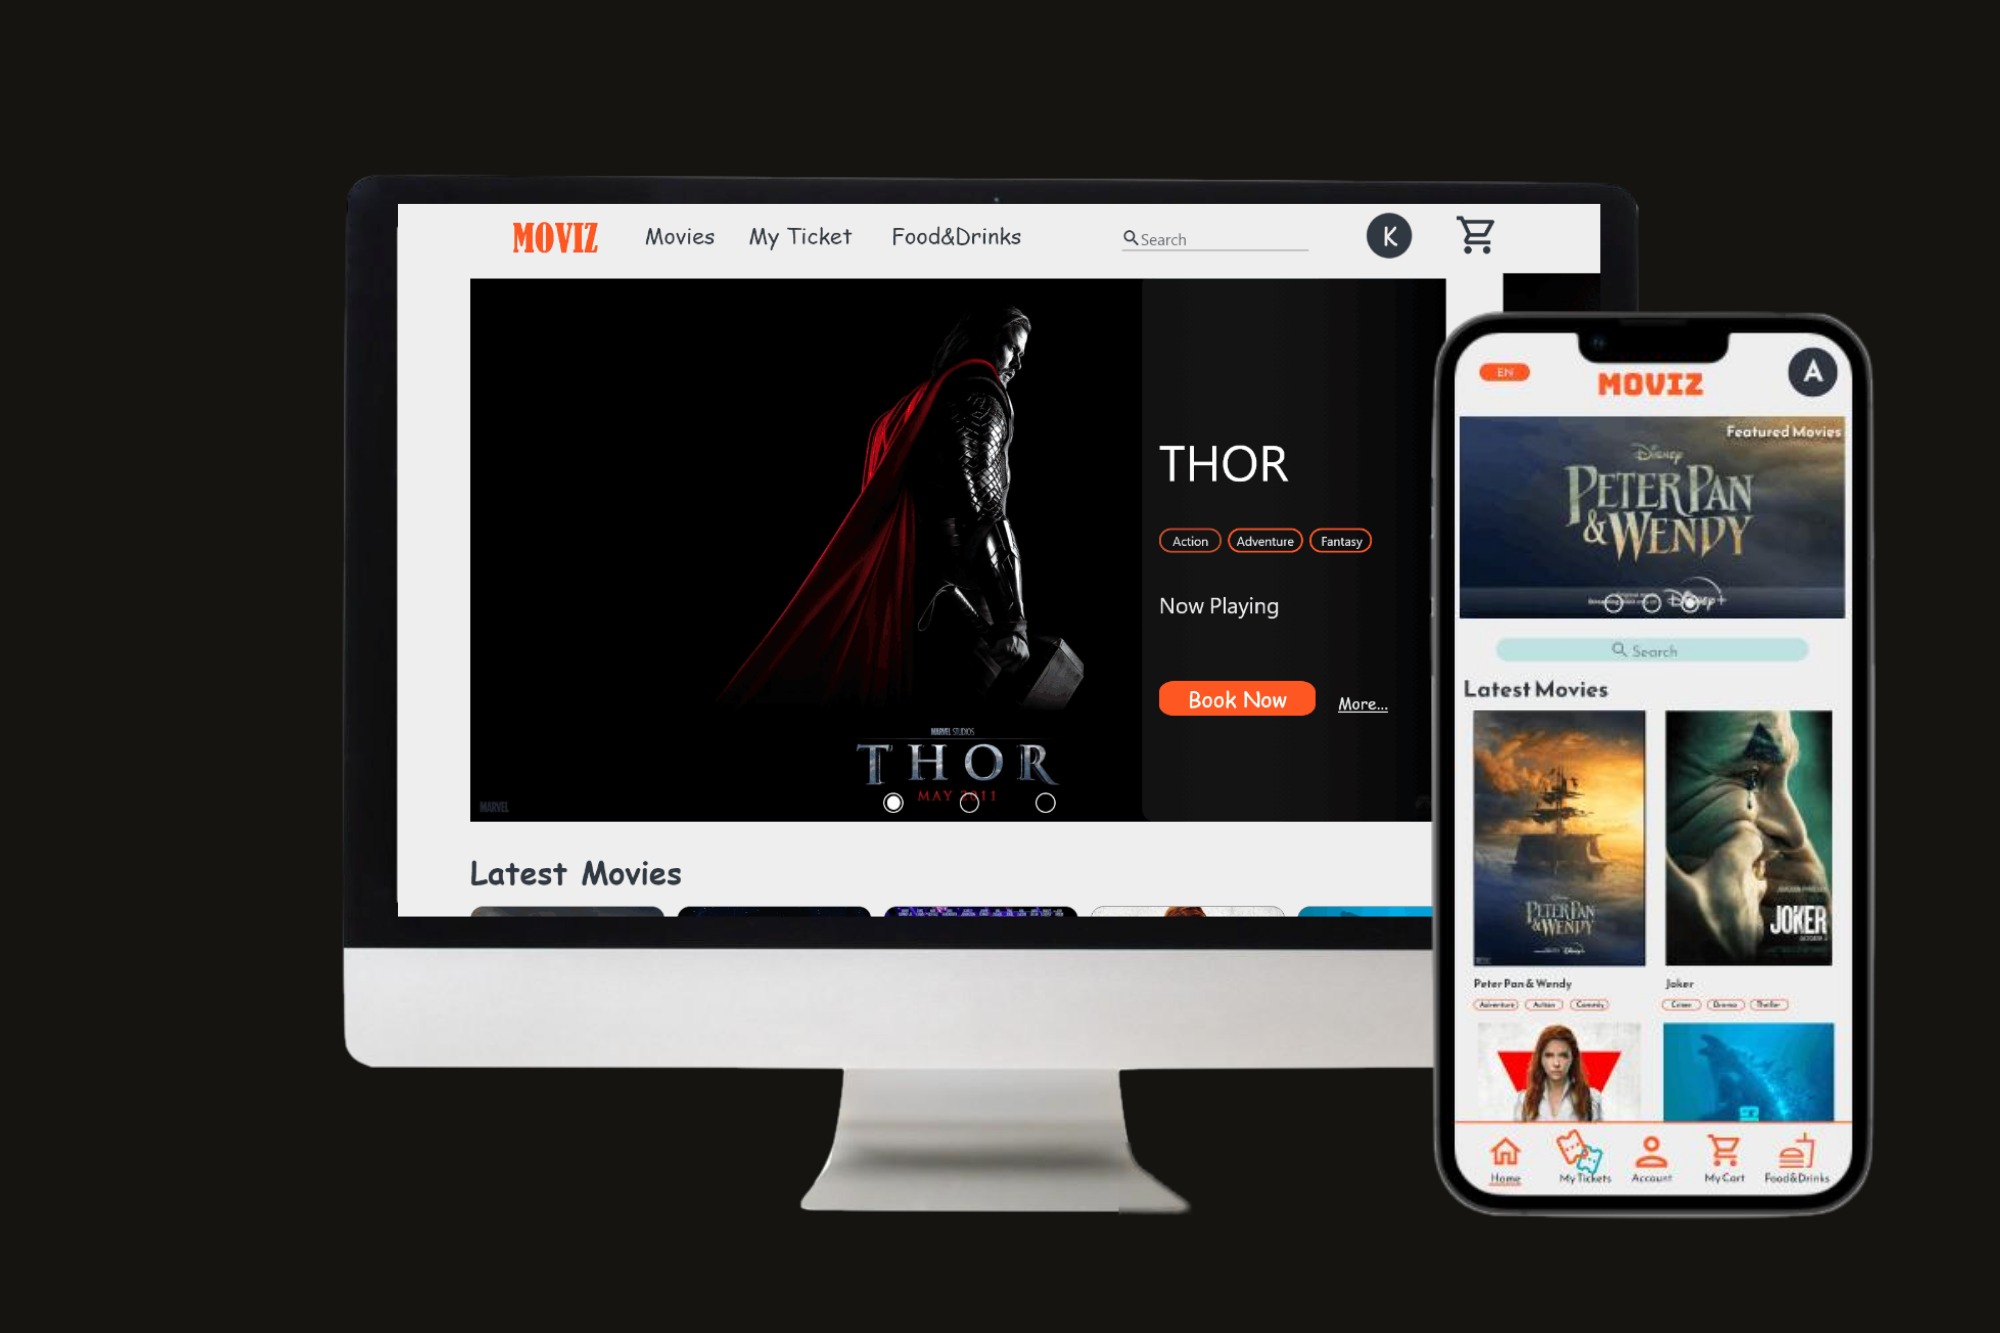 MOVIZ Movies My Ticket Food&Drinks Search K
THOR
Action Adventure Fantasy
Now Playing
Book Now More...
MARVEL STUDIOS
THOR
MAY 2011
MARVEL
Latest Movies
EN MOVIZ A
Featured Movies
Disney
PETER PAN
& WENDY
Disney+
Search
Latest Movies
PETER PAN
& WENDY
JOKER
Peter Pan & Wendy Joker
Adventure Action Comedy Crime Drama Thriller
Home My Tickets Account My Cart Food&Drinks